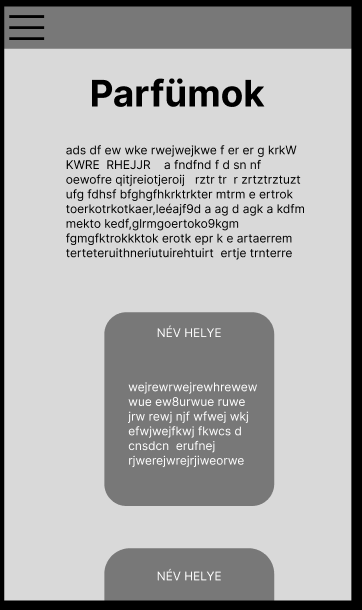 Parfümok
ads df ew wke rwejwejkwe f er er g krkW
KWRE  RHEJJR    a fndfnd f d sn nf
oewofre qitjreiotjeroij   rztr tr  r zrtztrztuzt
ufg fdhsf bfghgfhkrktrkter mtrm e ertrok
toerkotrkotkaer,leéajf9d a ag d agk a kdfm
mekto kedf,glrmgoertoko9kgm
fgmgfktrokkktok erotk epr k e artaerrem
terteteruithneriutuirehtuirt  ertje trnterre
NÉV HELYE
wejrewrwejrewhrewew
wue ew8urwue ruwe
jrw rewj njf wfwej wkj
efwjwejfkwj fkwcs d
cnsdcn  erufnej
rjwerejwrejrjiweorwe
NÉV HELYE